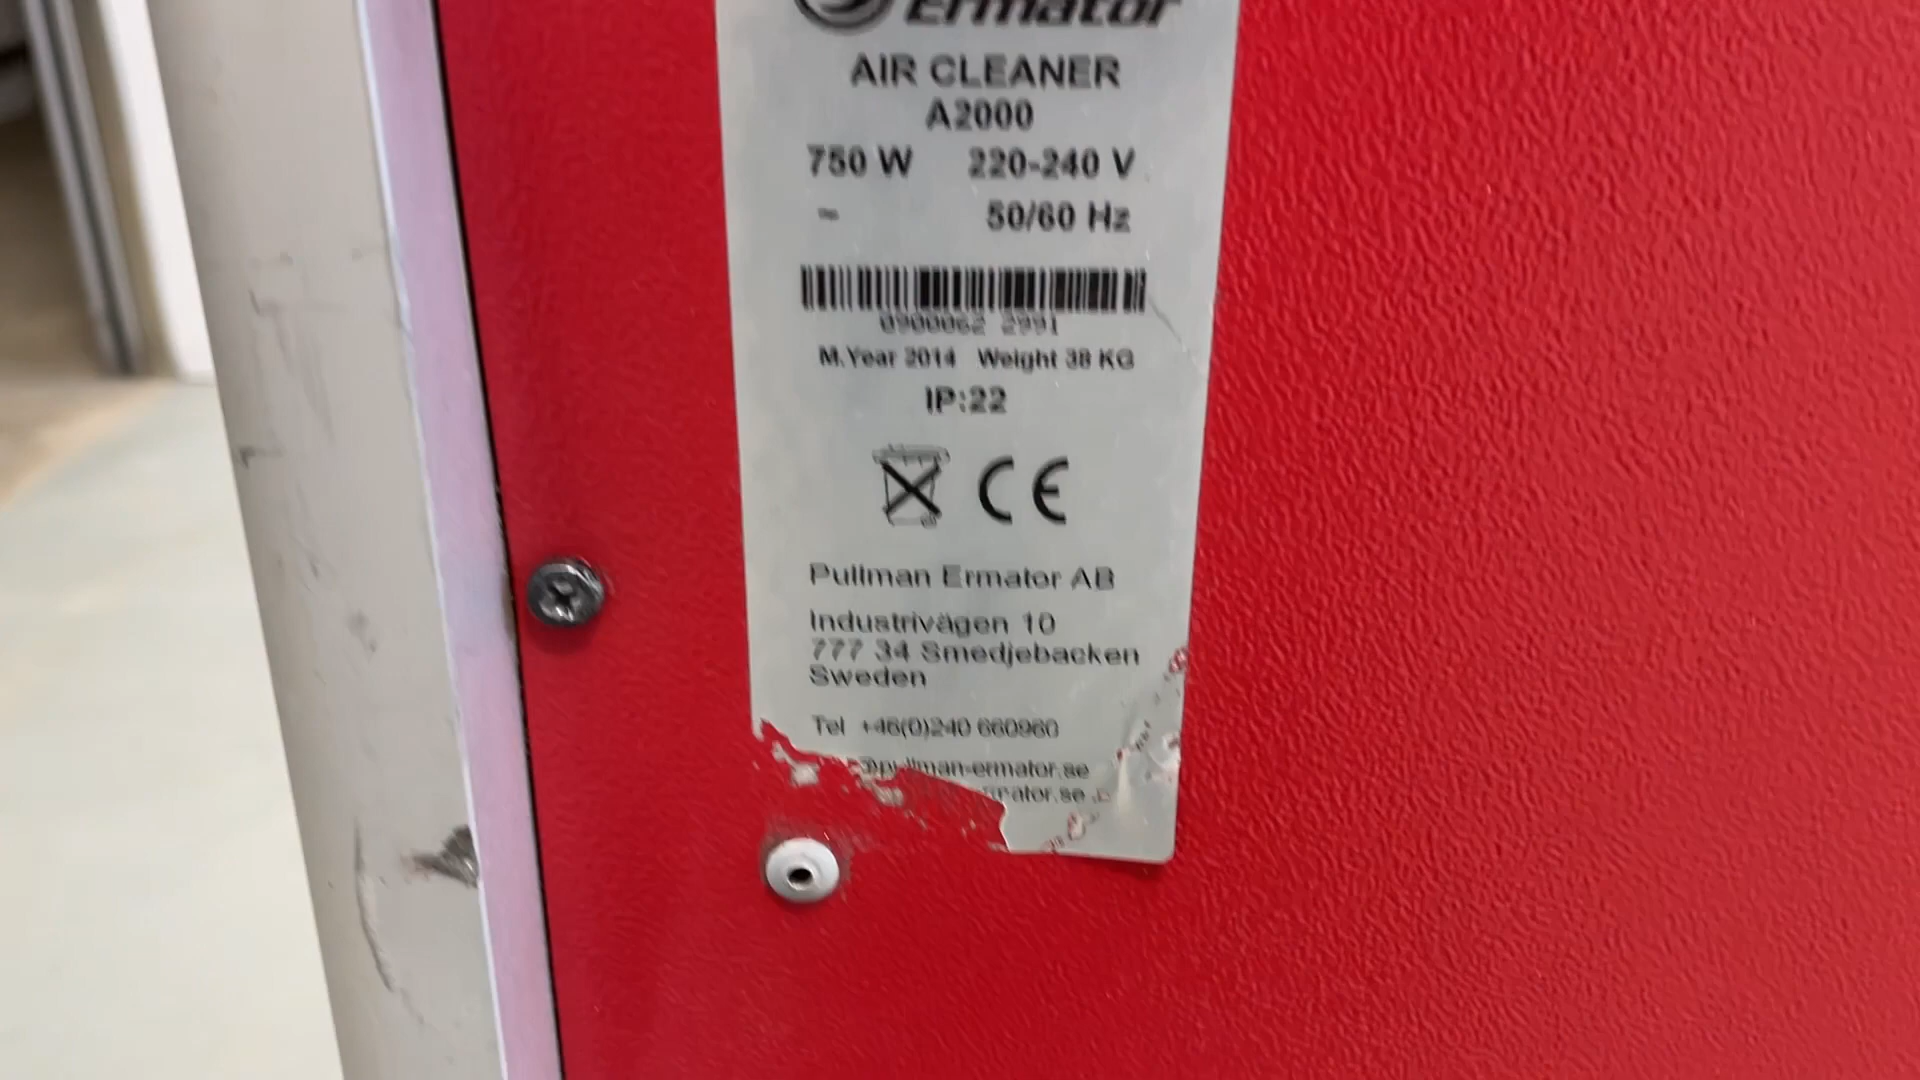 Ermator
AIR CLEANER
A2000
750 W 220-240 V
~ 50/60 Hz
0900062 2991
M.Year 2014 Weight 38 KG
IP:22
CE
Pullman Ermator AB
Industrivägen 10
777 34 Smedjebacken
Sweden
Tel +46(0)240 660960
@pullman-ermator.se
rmator.se